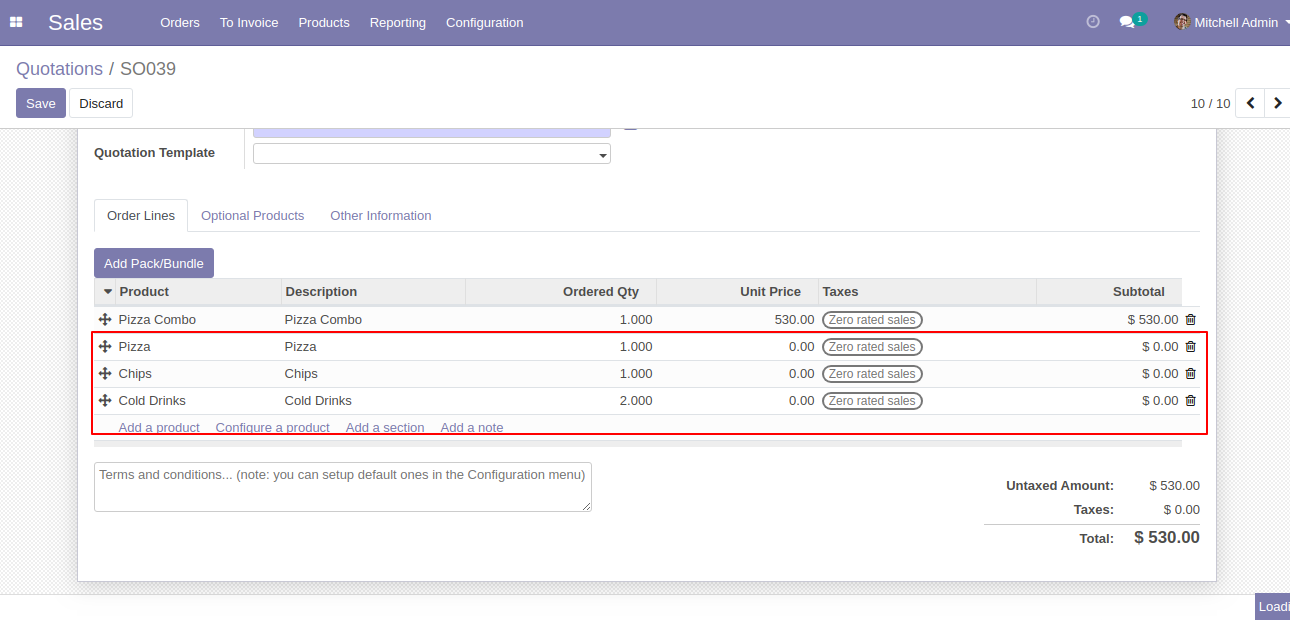 Sales Orders To Invoice Products Reporting Configuration 1 Mitchell Admin
Quotations / SO039
Save Discard 10 / 10
Quotation Template
Order Lines Optional Products Other Information
Add Pack/Bundle
Product Description Ordered Qty Unit Price Taxes Subtotal
Pizza Combo Pizza Combo 1.000 530.00 Zero rated sales $ 530.00
Pizza Pizza 1.000 0.00 Zero rated sales $ 0.00
Chips Chips 1.000 0.00 Zero rated sales $ 0.00
Cold Drinks Cold Drinks 2.000 0.00 Zero rated sales $ 0.00
Add a product Configure a product Add a section Add a note
Terms and conditions... (note: you can setup default ones in the Configuration menu)
Untaxed Amount: $ 530.00
Taxes: $ 0.00
Total: $ 530.00
Loadi